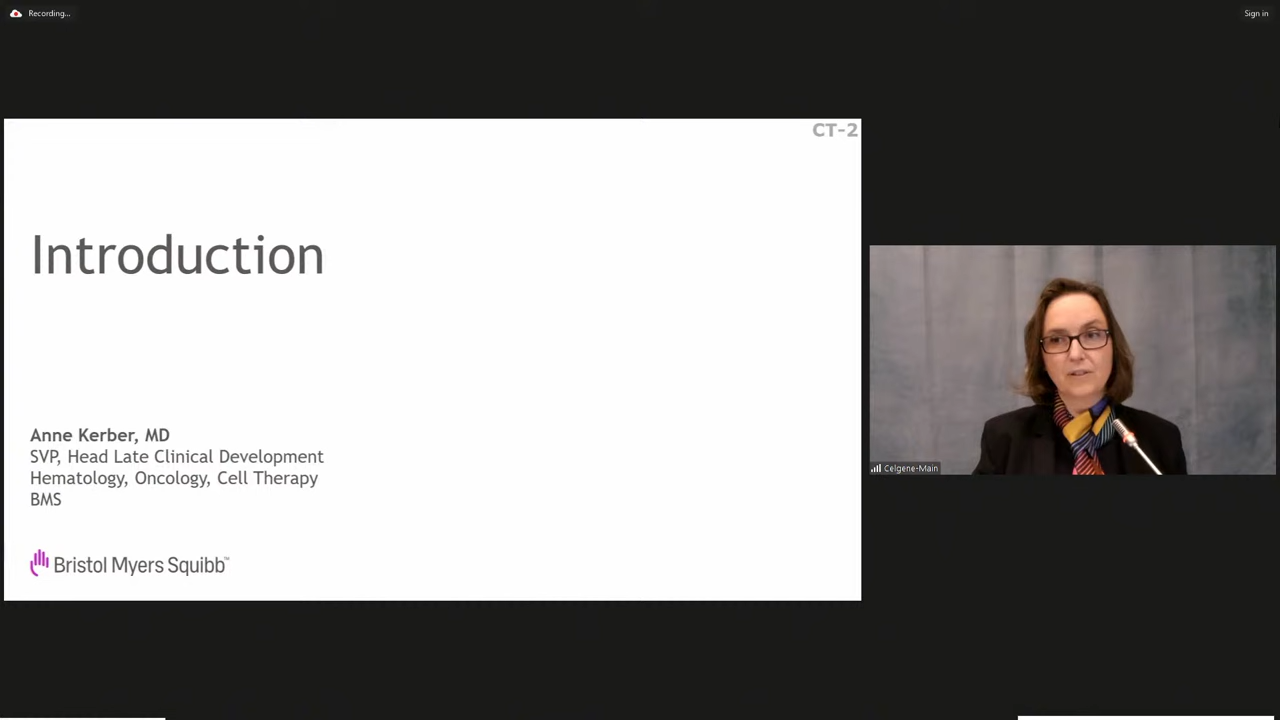 Recording...
Sign in
CT-2
Introduction
Anne Kerber, MD
SVP, Head Late Clinical Development
Hematology, Oncology, Cell Therapy
BMS
Bristol Myers Squibb™
Celgene-Main